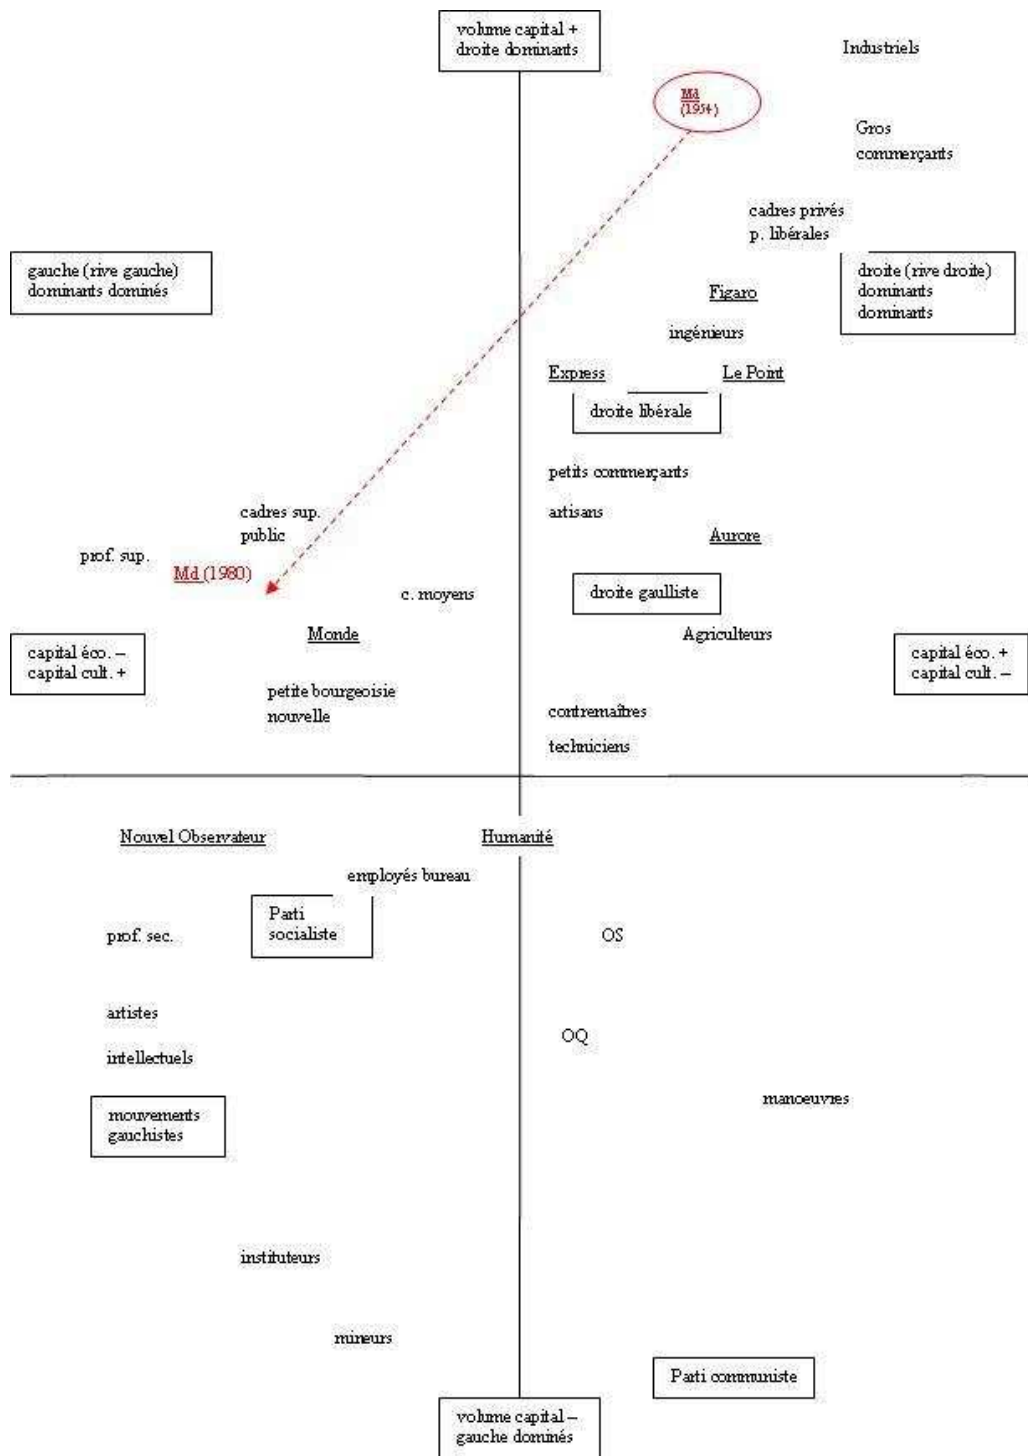 volume capital +
droite dominants
Industriels
Md
(1954)
Gros
commerçants
cadres privés
p. libérales
gauche (rive gauche)
dominants dominés
droite (rive droite)
dominants
dominants
Figaro
ingénieurs
Express
Le Point
droite libérale
petits commerçants
artisans
cadres sup.
public
Aurore
prof. sup.
Md (1980)
c. moyens
droite gaulliste
Monde
Agriculteurs
capital éco. –
capital cult. +
capital éco. +
capital cult. –
petite bourgeoisie
nouvelle
contremaîtres
techniciens
Nouvel Observateur
Humanité
employés bureau
Parti
socialiste
prof. sec.
OS
artistes
OQ
intellectuels
manoeuvres
mouvements
gauchistes
instituteurs
mineurs
Parti communiste
volume capital –
gauche dominés